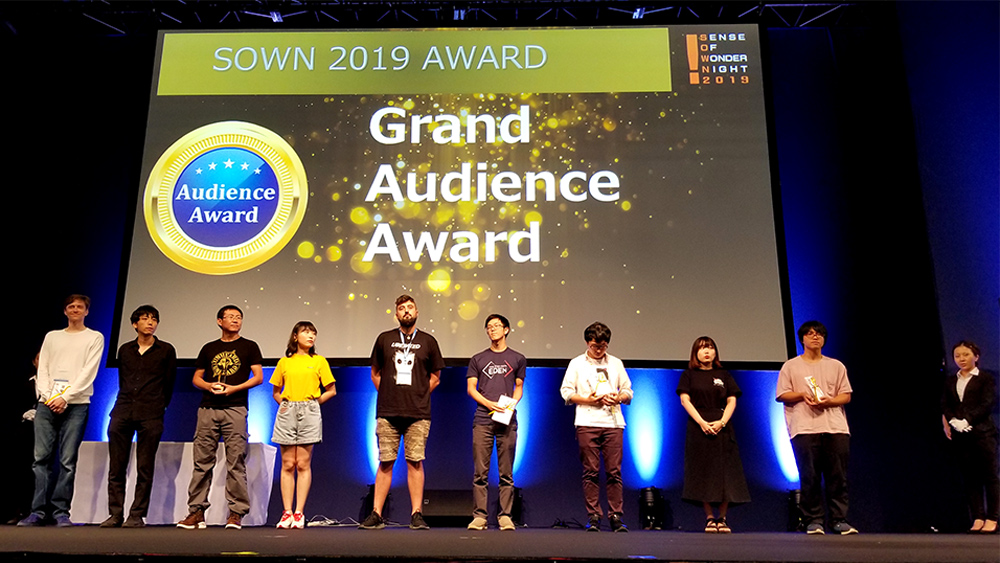 SOWN 2019 AWARD
SENSE
OF
WONDER
NIGHT
2019
Grand
Audience
Award
Audience
Award
EDEN